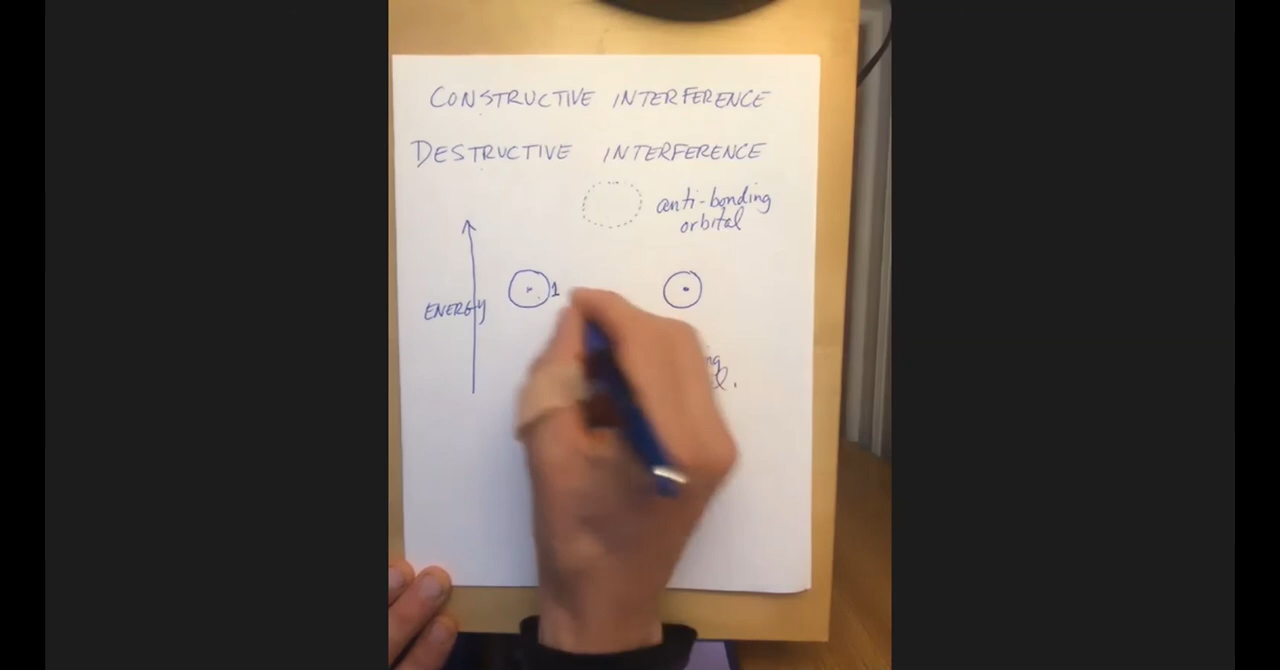 CONSTRUCTIVE INTERFERENCE
DESTRUCTIVE INTERFERENCE
anti-bonding
orbital
1
ENERGY